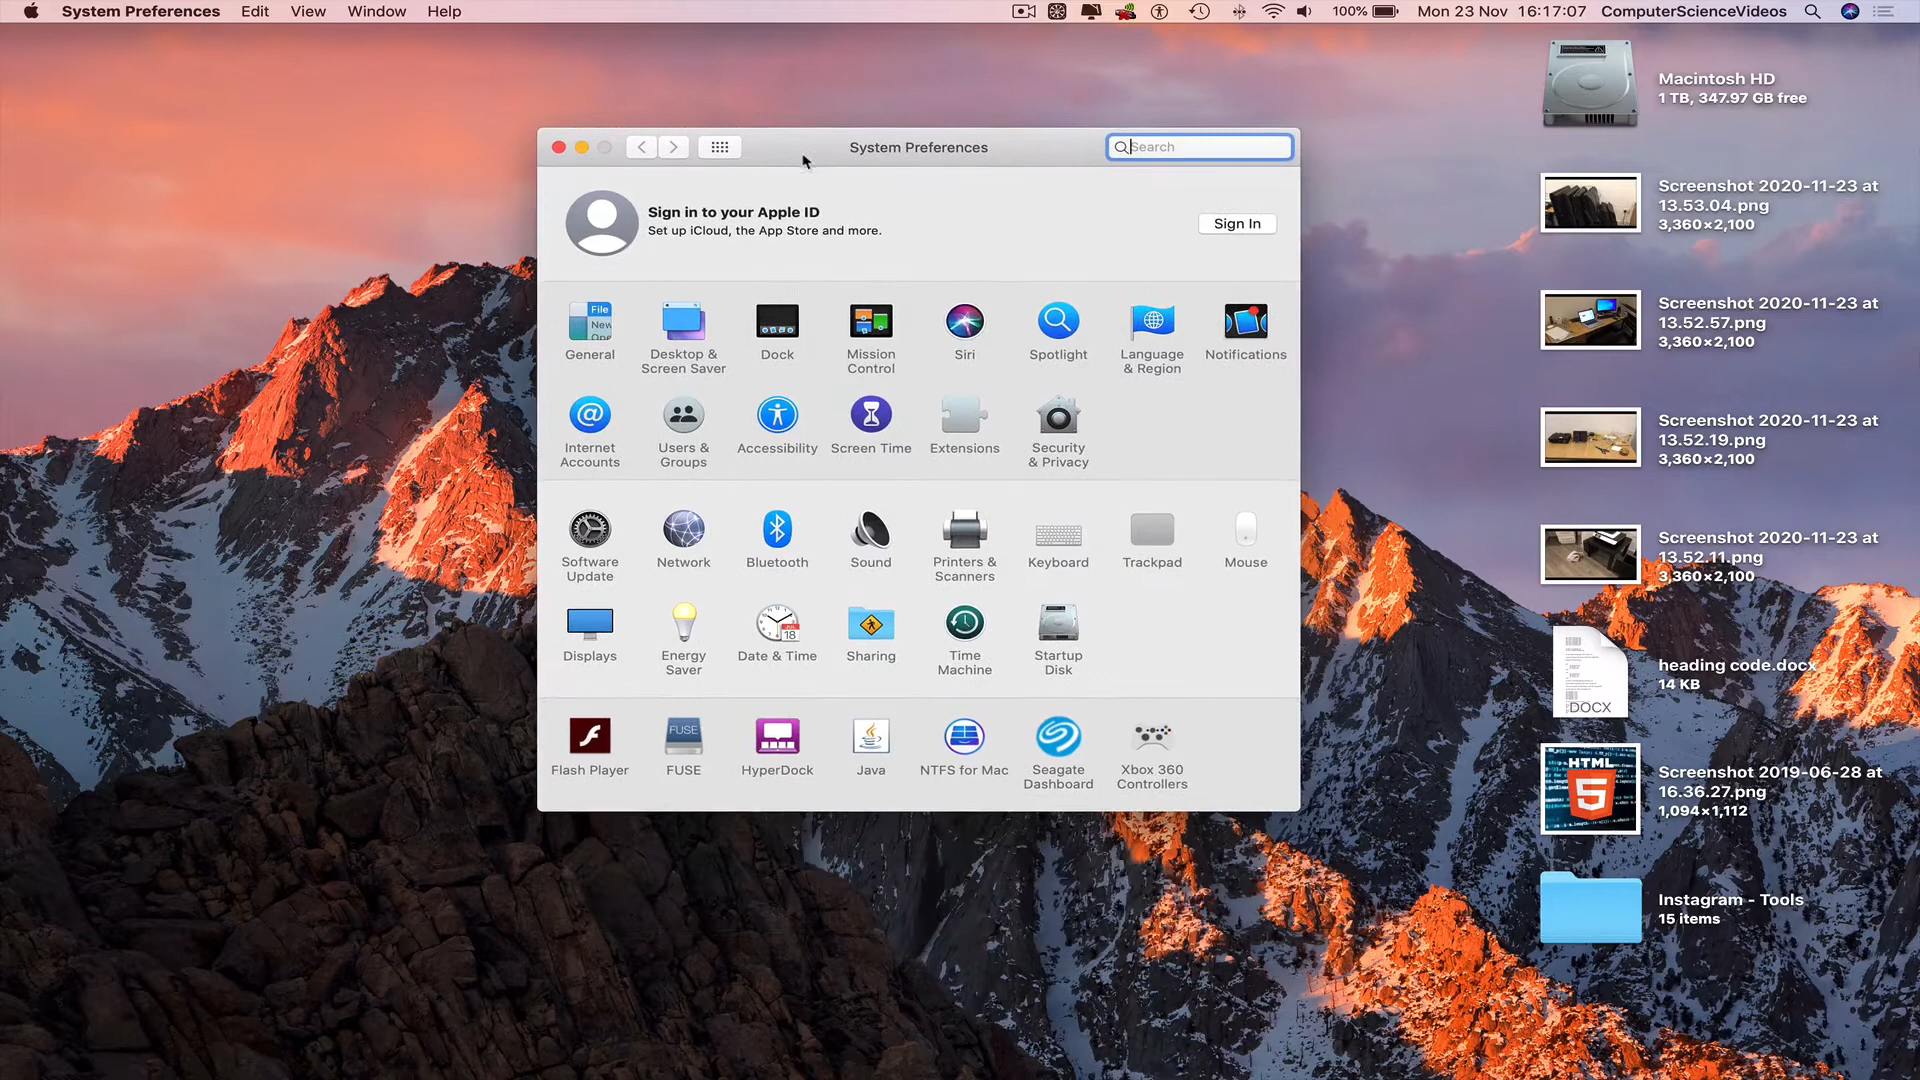 System Preferences Edit View Window Help 100% Mon 23 Nov 16:17:07 ComputerScienceVideos
System Preferences
Search
Sign in to your Apple ID
Set up iCloud, the App Store and more.
Sign In
File
New
General
Desktop &
Screen Saver
Dock
Mission
Control
Siri
Spotlight
Language
& Region
Notifications
Internet
Accounts
Users &
Groups
Accessibility
Screen Time
Extensions
Security
& Privacy
Software
Update
Network
Bluetooth
Sound
Printers &
Scanners
Keyboard
Trackpad
Mouse
Displays
Energy
Saver
JUL
18
Date & Time
Sharing
Time
Machine
Startup
Disk
Flash Player
FUSE
FUSE
HyperDock
Java
NTFS for Mac
Seagate
Dashboard
Xbox 360
Controllers
Macintosh HD
1 TB, 347.97 GB free
Screenshot 2020-11-23 at
13.53.04.png
3,360×2,100
Screenshot 2020-11-23 at
13.52.57.png
3,360×2,100
Screenshot 2020-11-23 at
13.52.19.png
3,360×2,100
Screenshot 2020-11-23 at
13.52.11.png
3,360×2,100
DOCX
heading code.docx
14 KB
HTML
5
Screenshot 2019-06-28 at
16.36.27.png
1,094×1,112
Instagram - Tools
15 items